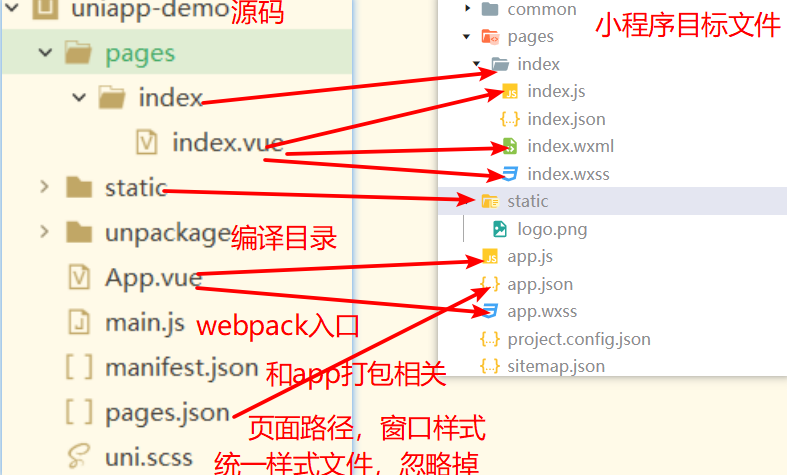 uniapp-demo 源码
pages
index
index.vue
static
unpackage 编译目录
App.vue
main.js webpack入口
manifest.json 和app打包相关
pages.json 页面路径，窗口样式
uni.scss 统一样式文件，忽略掉
小程序目标文件
common
pages
index
index.js
index.json
index.wxml
index.wxss
static
logo.png
app.js
app.json
app.wxss
project.config.json
sitemap.json